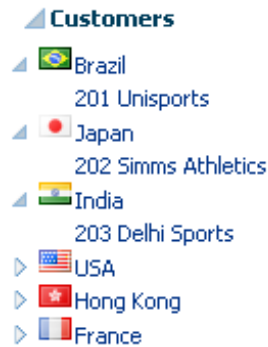 Customers
Brazil
201 Unisports
Japan
202 Simms Athletics
India
203 Delhi Sports
USA
Hong Kong
France